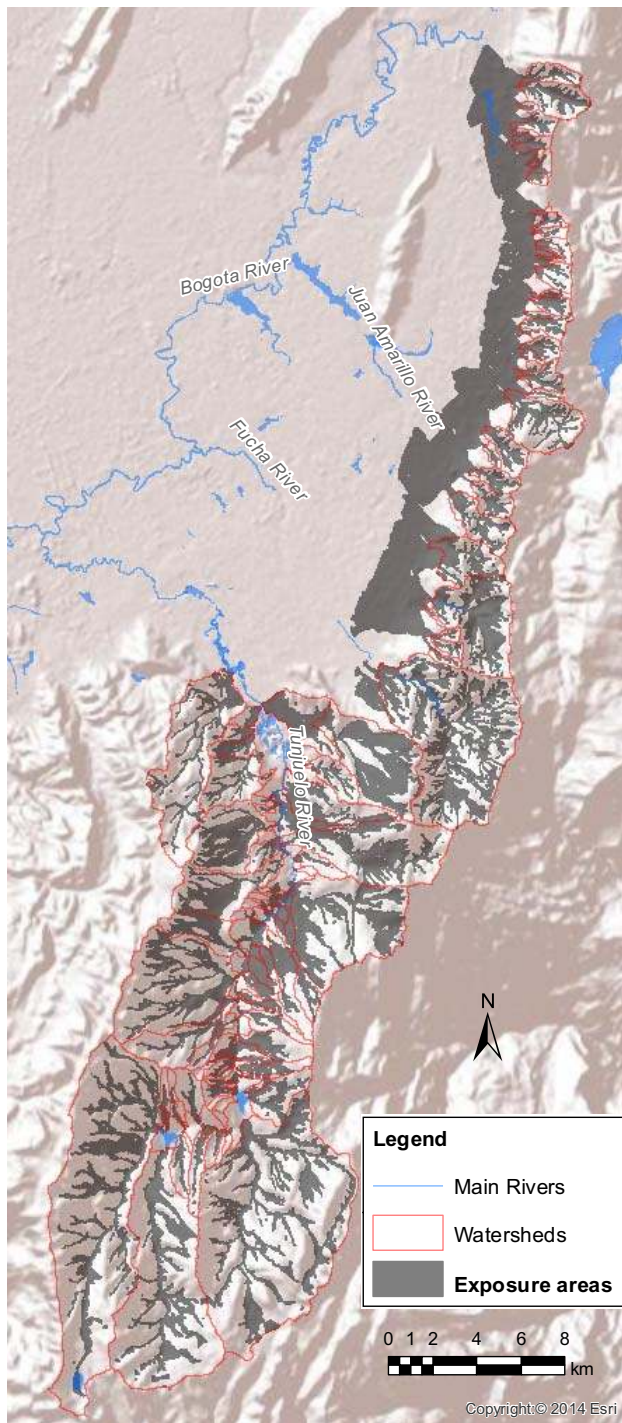 Bogota River
Juan Amarillo River
Fucha River
Tunjuelo River
N
Legend
Main Rivers
Watersheds
Exposure areas
0 1 2 4 6 8
km
Copyright:© 2014 Esri